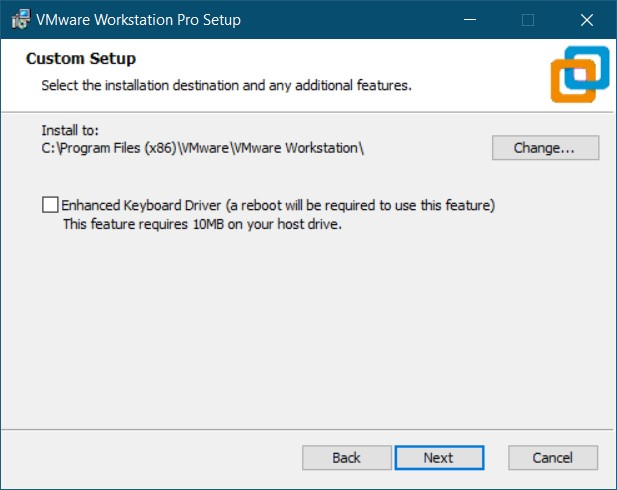 VMware Workstation Pro Setup
Custom Setup
Select the installation destination and any additional features.
Install to:
C:\Program Files (x86)\VMware\VMware Workstation\
Change...
Enhanced Keyboard Driver (a reboot will be required to use this feature)
This feature requires 10MB on your host drive.
Back
Next
Cancel